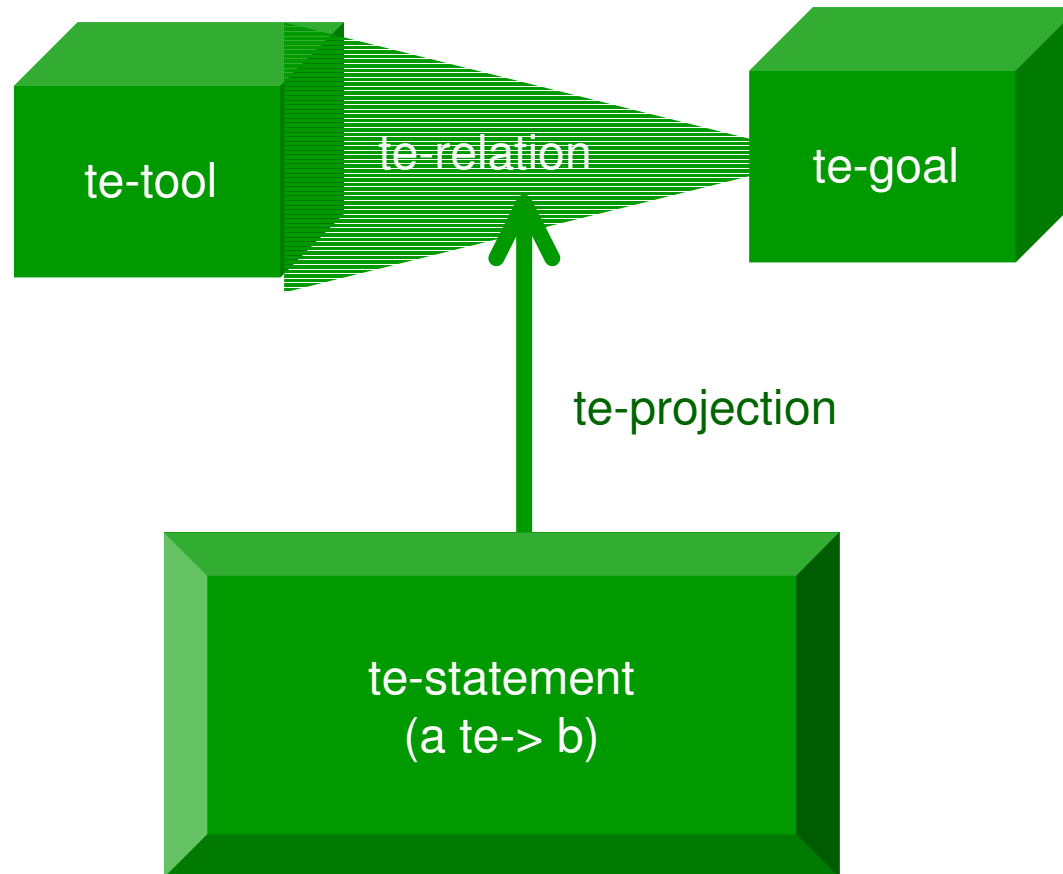 te-tool
te-relation
te-goal
te-projection
te-statement
(a te-> b)